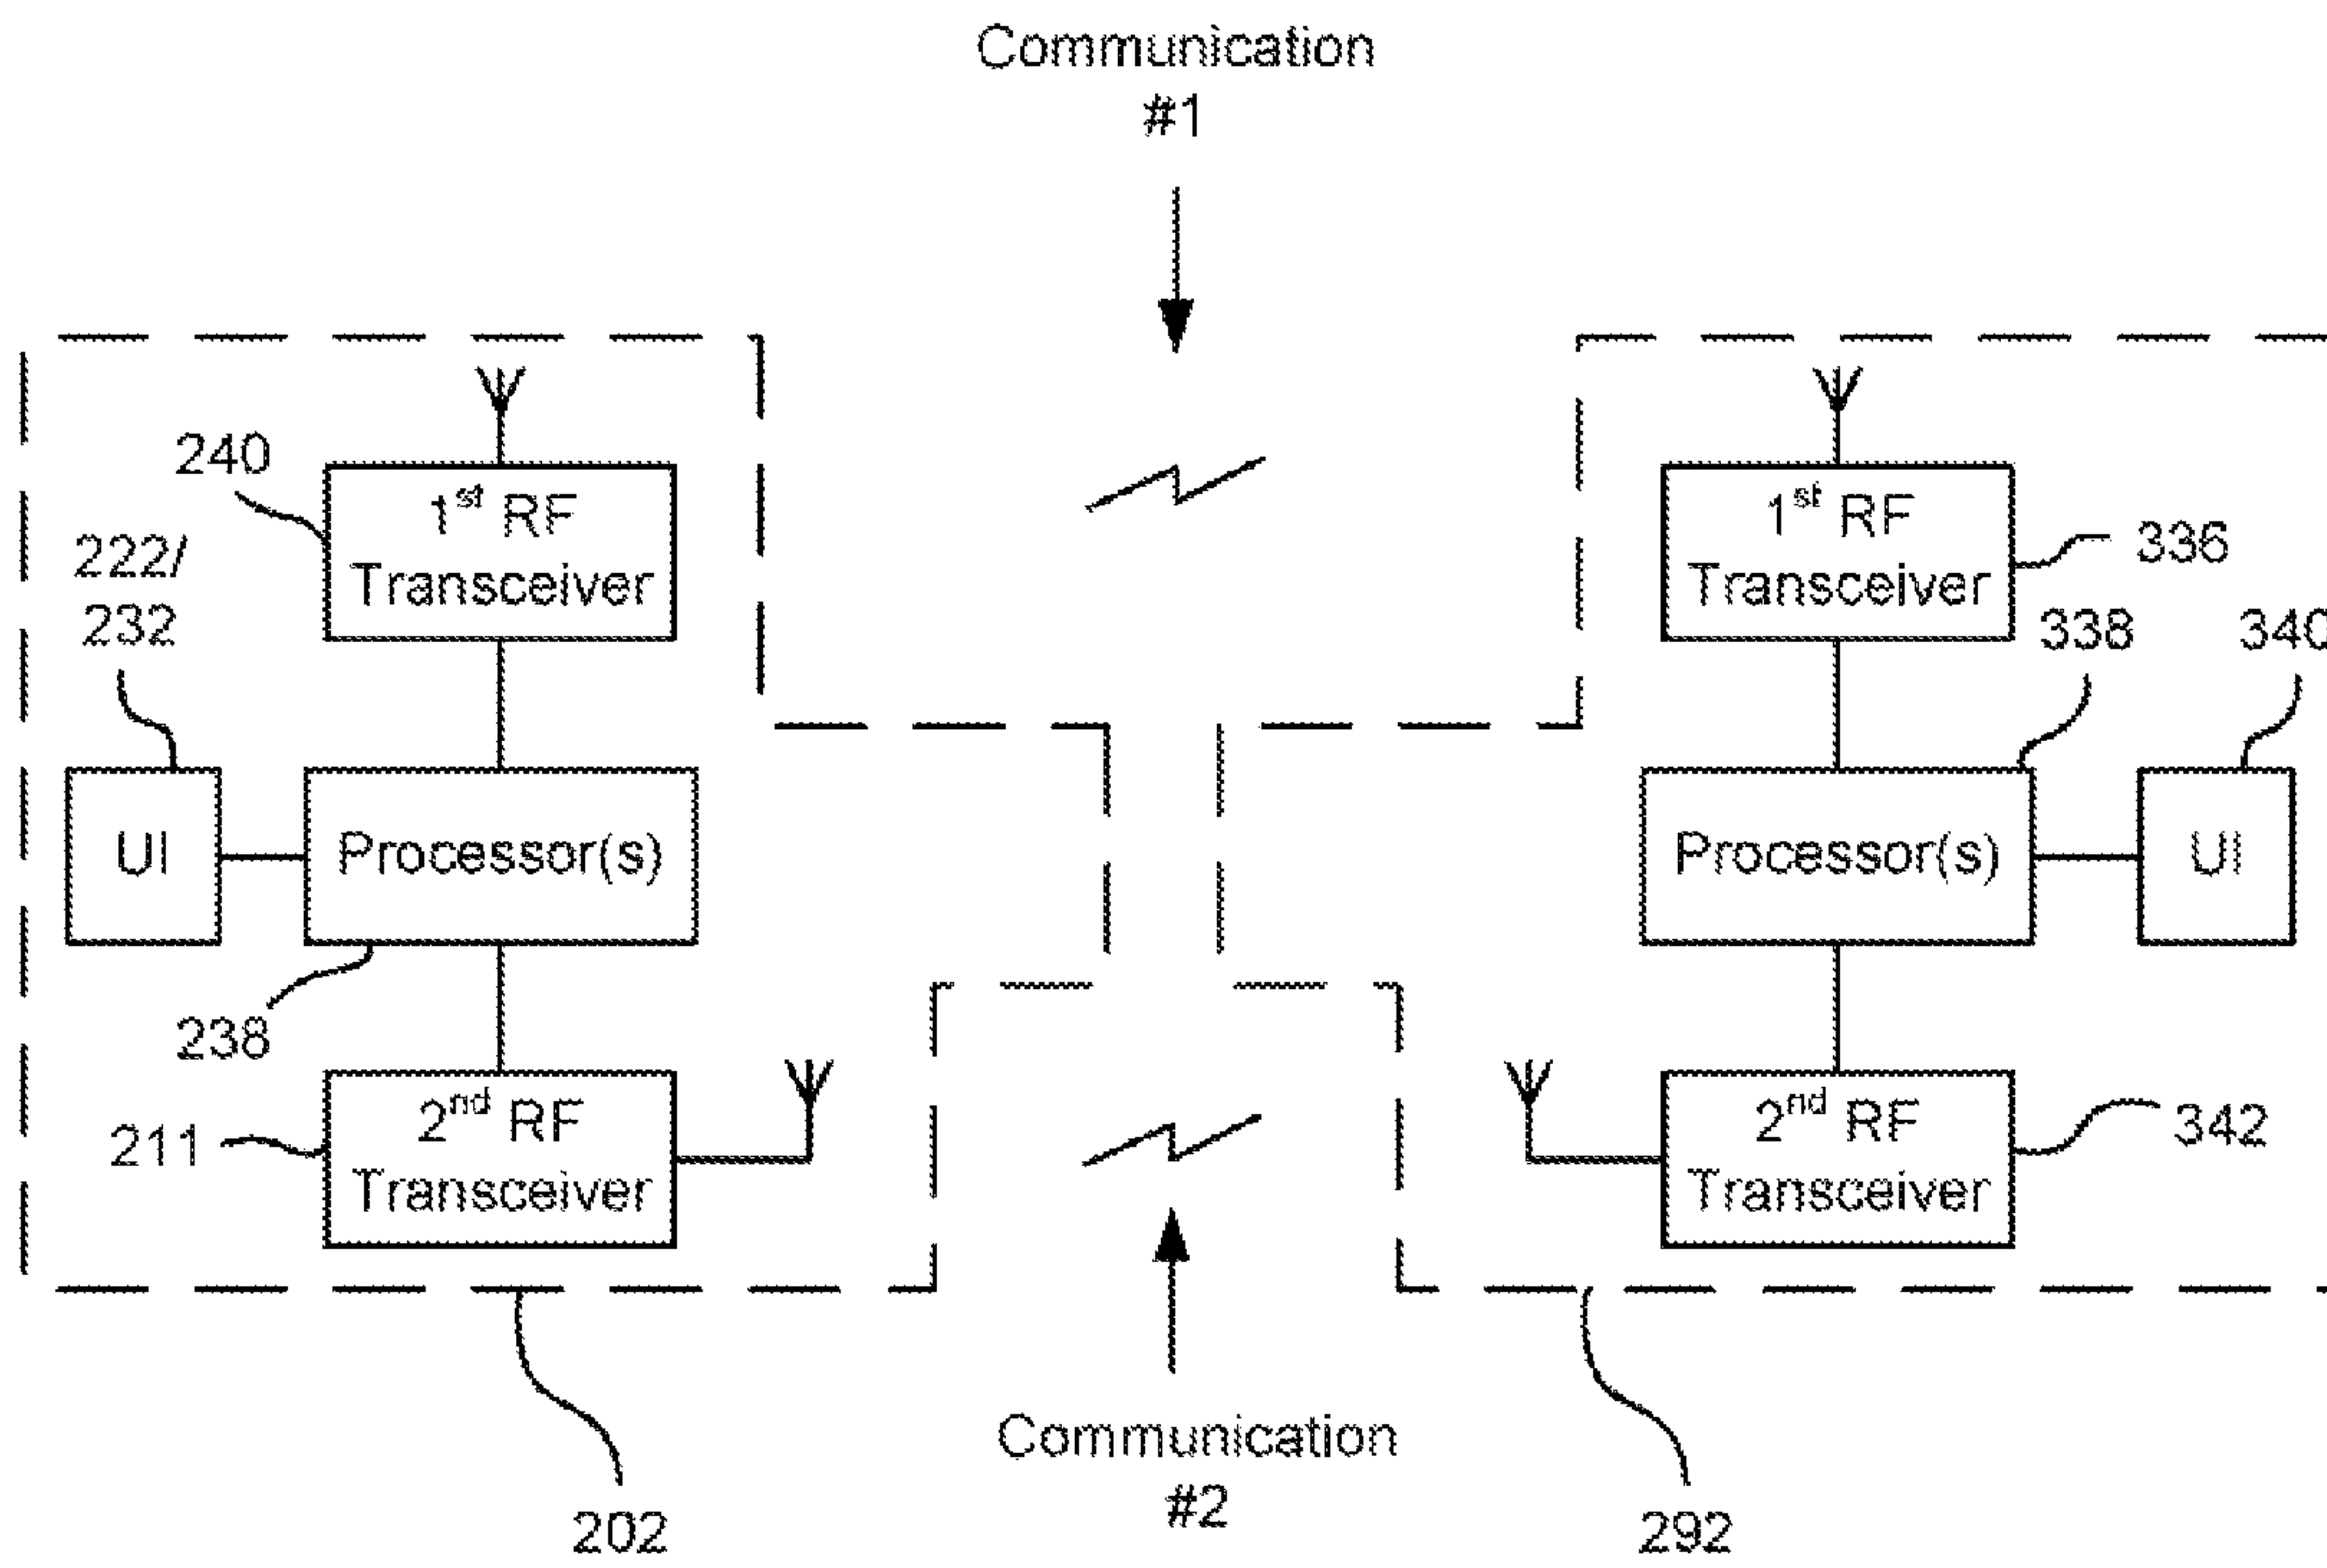 Communication
#1
240
1st RF
Transceiver
222/
232
UI
Processor(s)
238
211
2nd RF
Transceiver
202
1st RF
Transceiver
336
338
340
Processor(s)
UI
2nd RF
Transceiver
342
292
Communication
#2